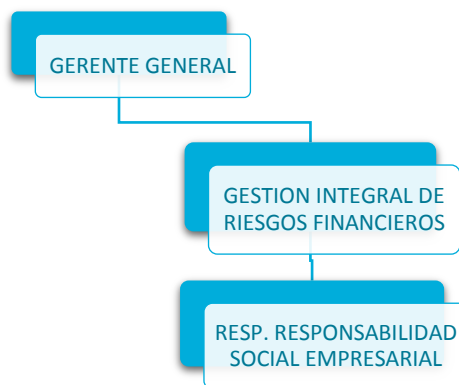 GERENTE GENERAL
GESTION INTEGRAL DE
RIESGOS FINANCIEROS
RESP. RESPONSABILIDAD
SOCIAL EMPRESARIAL